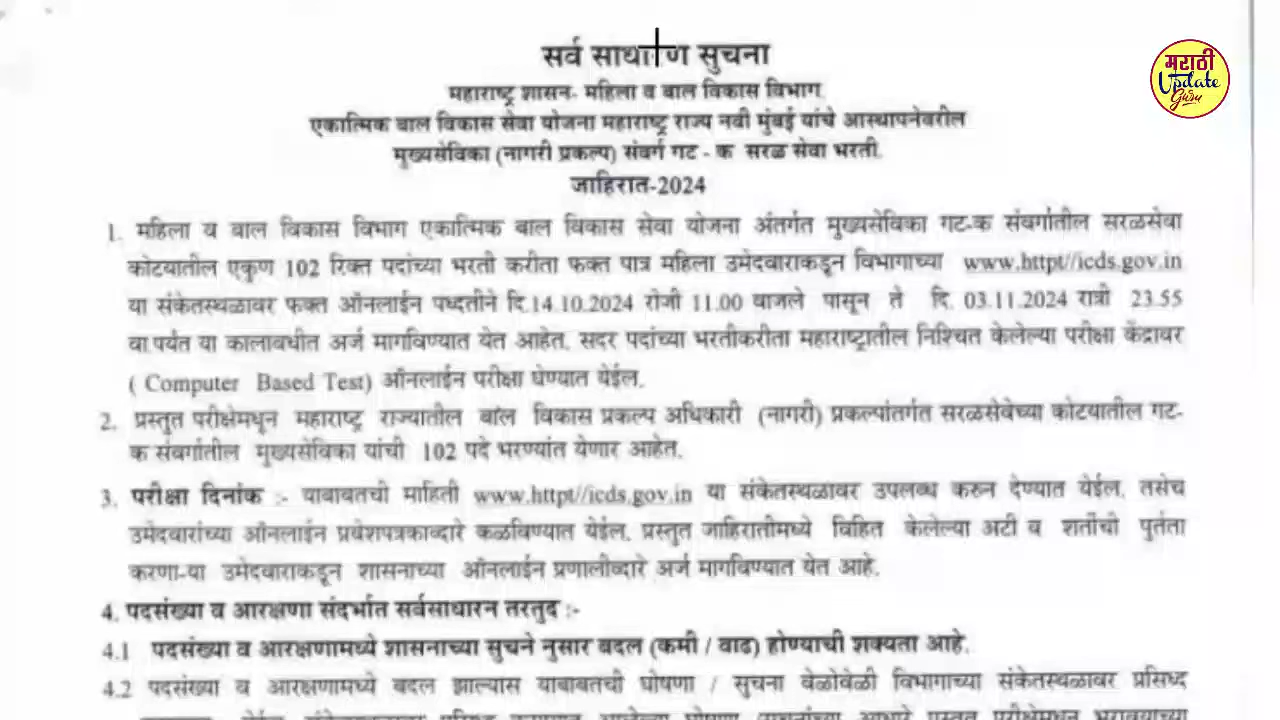 सर्व साधारण सुचना
महाराष्ट्र शासन- महिला व बाल विकास विभाग
एकात्मिक बाल विकास सेवा योजना महाराष्ट्र राज्य नवी मुंबई यांचे आस्थापनेवरील
मुख्यसेविका (नागरी प्रकल्प) संवर्ग गट - क सरळ सेवा भरती.
जाहिरात-2024
1. महिला व बाल विकास विभाग एकात्मिक बाल विकास सेवा योजना अंतर्गत मुख्यसेविका गट-क संवर्गातील सरळसेवा
कोटयातील एकुण 102 रिक्त पदांच्या भरती करीता फक्त पात्र महिला उमेदवाराकडून विभागाच्या www.httpt//icds.gov.in
या संकेतस्थळावर फक्त ऑनलाईन पध्दतीने दि.14.10.2024 रोजी 11.00 वाजले पासून ते दि. 03.11.2024 रात्री 23.55
वा.पर्यंत या कालावधीत अर्ज मागविण्यात येत आहेत. सदर पदांच्या भरतीकरीता महाराष्ट्रातील निश्चित केलेल्या परीक्षा केंद्रावर
( Computer Based Test) ऑनलाईन परीक्षा घेण्यात येईल.
2. प्रस्तुत परीक्षेमधून महाराष्ट्र राज्यातील बाल विकास प्रकल्प अधिकारी (नागरी) प्रकल्पांतर्गत सरळसेवेच्या कोटयातील गट-
क संवर्गातील मुख्यसेविका यांची 102 पदे भरण्यांत येणार आहेत.
3. परीक्षा दिनांक :- याबाबतची माहिती www.httpt//icds.gov.in या संकेतस्थळावर उपलब्ध करुन देण्यात येईल. तसेच
उमेदवारांच्या ऑनलाईन प्रवेशपत्रकाव्दारे कळविण्यात येईल. प्रस्तुत जाहिरातीमध्ये विहित केलेल्या अटी व शर्तीची पुर्तता
करणा-या उमेदवाराकडून शासनाच्या ऑनलाईन प्रणालीव्दारे अर्ज मागविण्यात येत आहे.
4. पदसंख्या व आरक्षणा संदर्भात सर्वसाधारन तरतुद :-
4.1 पदसंख्या व आरक्षणामध्ये शासनाच्या सुचने नुसार बदल (कमी / वाढ) होण्याची शक्यता आहे.
4.2 पदसंख्या व आरक्षणामध्ये बदल झाल्यास याबाबतची घोषणा / सुचना वेळोवेळी विभागाच्या संकेतस्थळावर प्रसिध्द
मराठी
Update
Guru